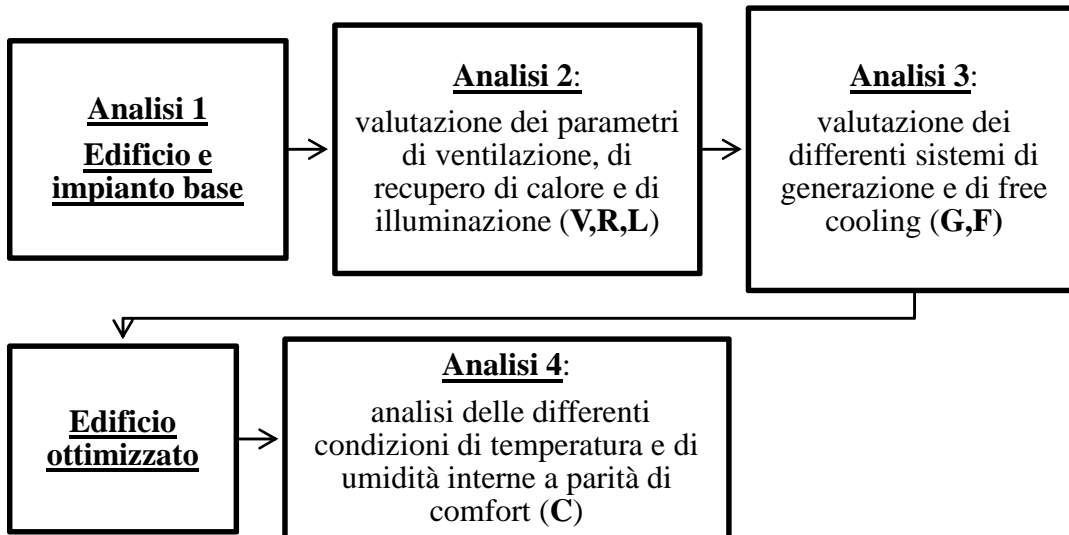 Analisi 1
Edificio e
impianto base
Analisi 2:
valutazione dei parametri
di ventilazione, di
recupero di calore e di
illuminazione (V,R,L)
Analisi 3:
valutazione dei
differenti sistemi di
generazione e di free
cooling (G,F)
Edificio
ottimizzato
Analisi 4:
analisi delle differenti
condizioni di temperatura e di
umidità interne a parità di
comfort (C)